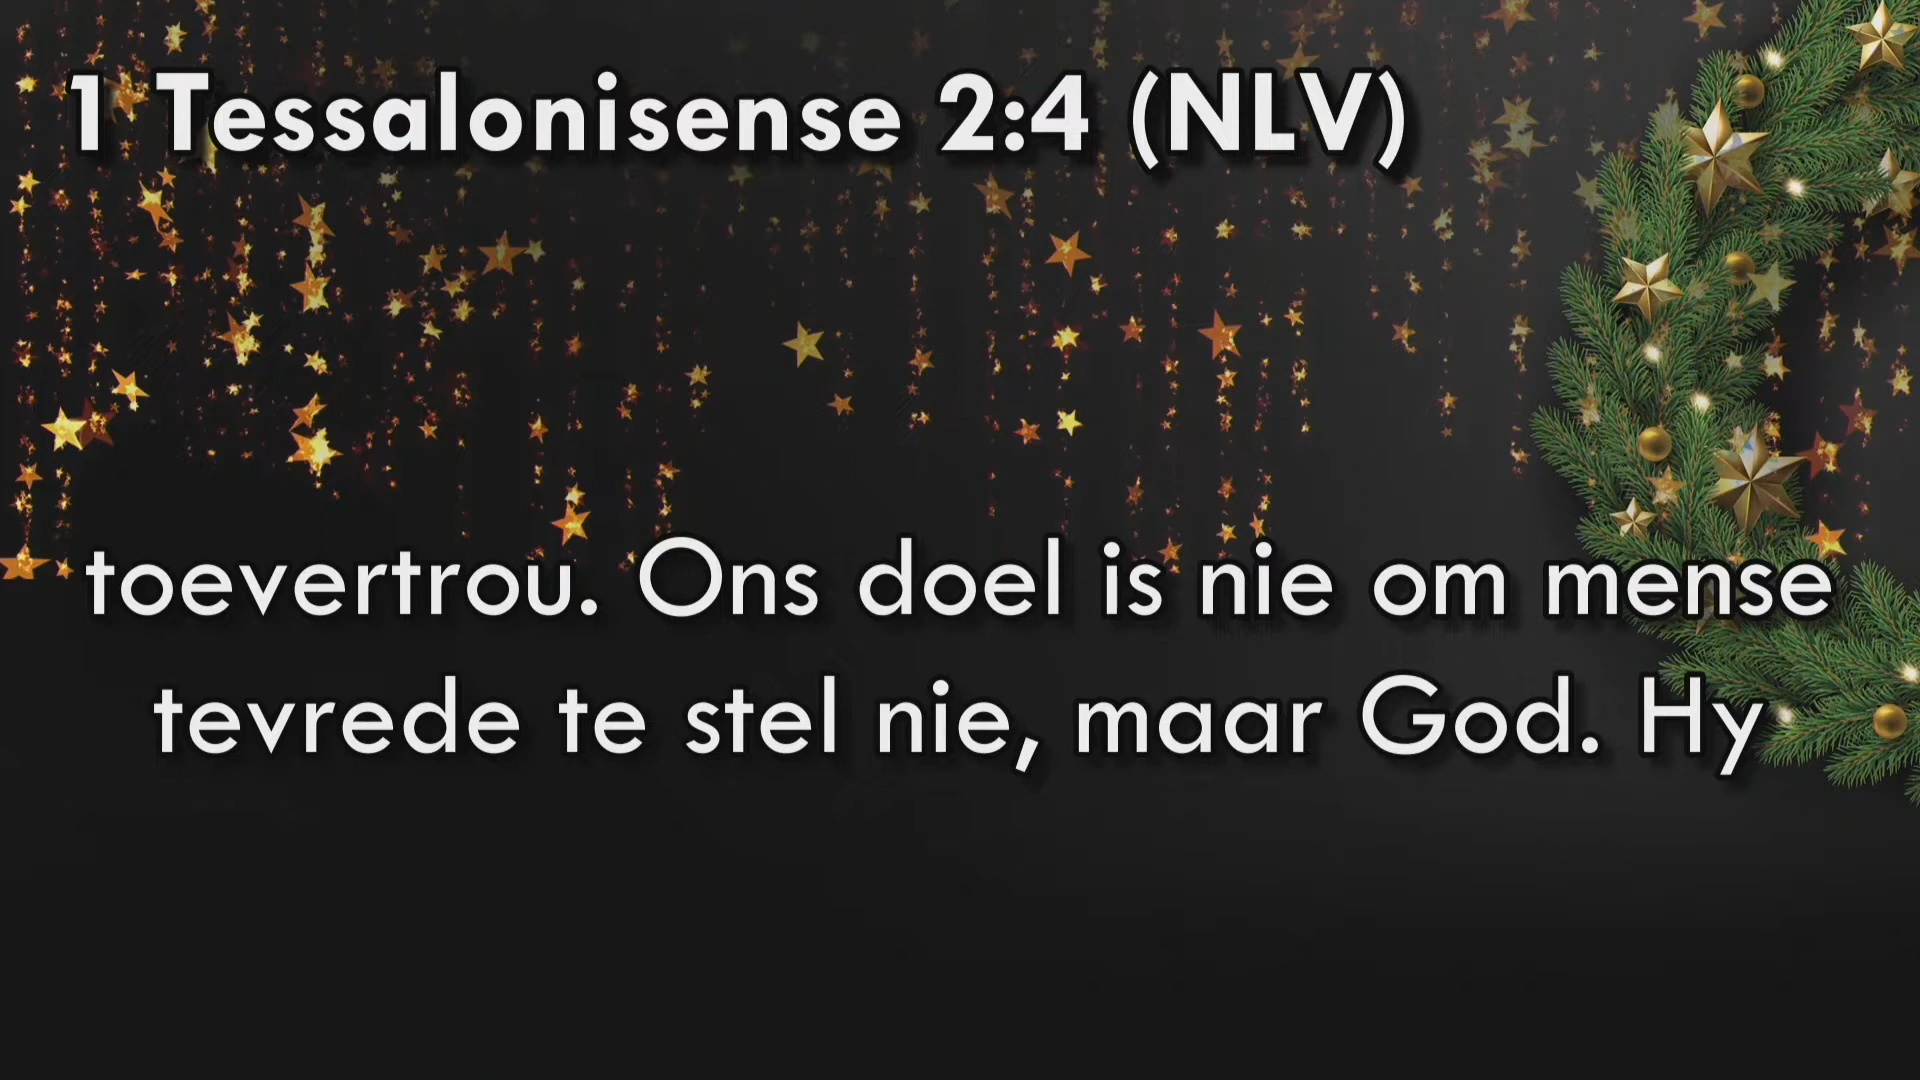 1 Tessalonisense 2:4 (NLV)
toevertrou. Ons doel is nie om mense
tevrede te stel nie, maar God. Hy